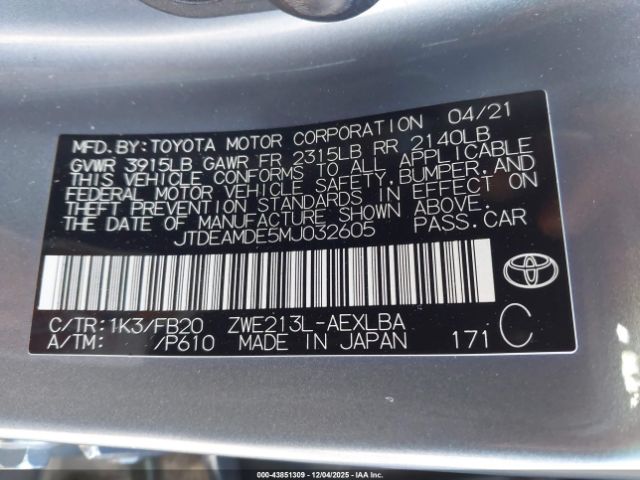 MFD.BY:TOYOTA MOTOR CORPORATION 04/21
GVWR 3915LB GAWR FR 2315LB RR 2140LB
THIS VEHICLE CONFORMS TO ALL APPLICABLE
FEDERAL MOTOR VEHICLE SAFETY, BUMPER, AND
THEFT PREVENTION STANDARDS IN EFFECT ON
THE DATE OF MANUFACTURE SHOWN ABOVE.
JTDEAMDE5MJ032605 PASS.CAR
C/TR:1K3/FB20 ZWE213L-AEXLBA
A/TM: /P610 MADE IN JAPAN 171 C
000-43851309 - 12/04/2025 - IAAC.CA